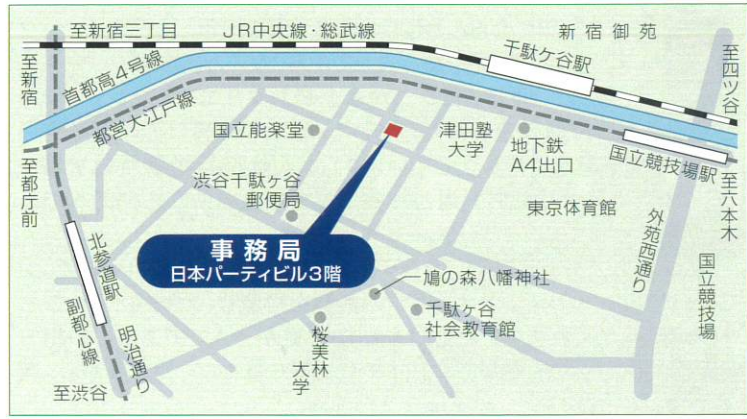 至新宿三丁目
JR中央線・総武線
新宿御苑
千駄ケ谷駅
至四ツ谷
至新宿
首都高4号線
都営大江戸線
国立能楽堂
津田塾
大学
地下鉄
A4出口
国立競技場駅
至都庁前
渋谷千駄ヶ谷
郵便局
東京体育館
至六本木
外苑西通り
国立競技場
事務局
日本パーティビル3階
北参道駅
副都心線
明治通り
鳩の森八幡神社
千駄ヶ谷
社会教育館
桜美林
大学
至渋谷